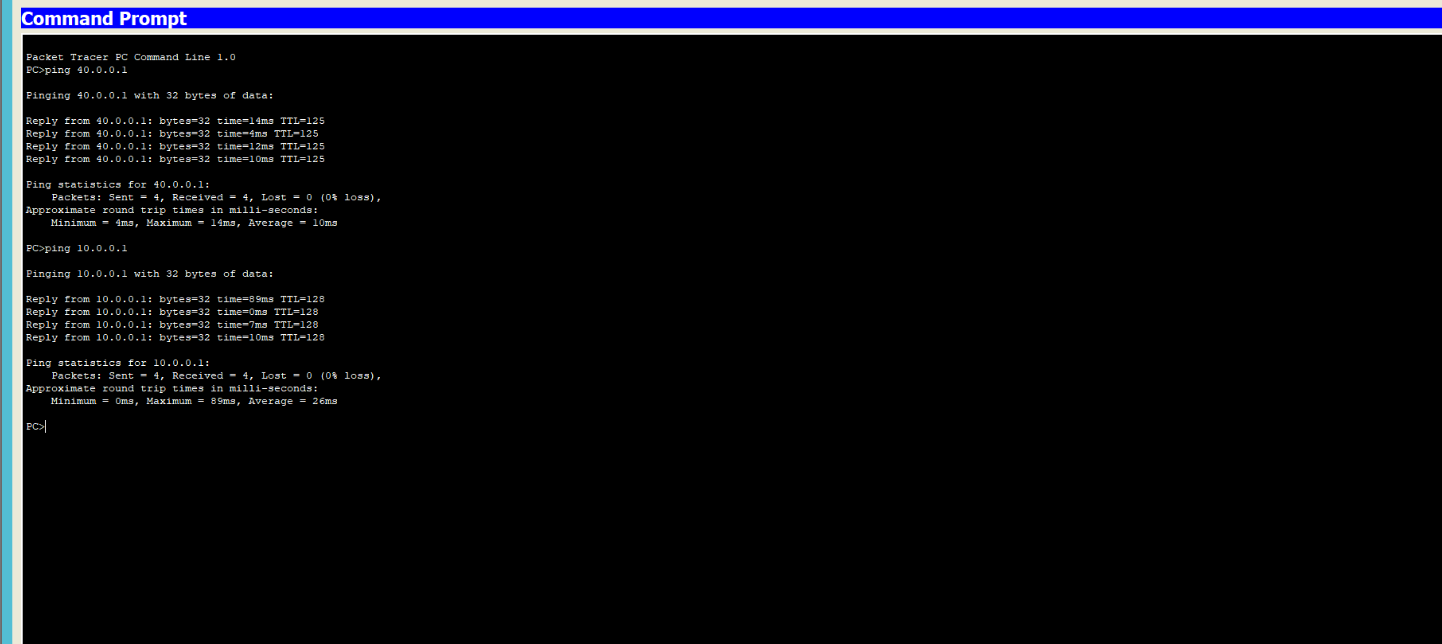 Command Prompt
Packet Tracer PC Command Line 1.0
PC>ping 40.0.0.1
Pinging 40.0.0.1 with 32 bytes of data:
Reply from 40.0.0.1: bytes=32 time=14ms TTL=125
Reply from 40.0.0.1: bytes=32 time=4ms TTL=125
Reply from 40.0.0.1: bytes=32 time=12ms TTL=125
Reply from 40.0.0.1: bytes=32 time=10ms TTL=125
Ping statistics for 40.0.0.1:
Packets: Sent = 4, Received = 4, Lost = 0 (0% loss),
Approximate round trip times in milli-seconds:
Minimum = 4ms, Maximum = 14ms, Average = 10ms
PC>ping 10.0.0.1
Pinging 10.0.0.1 with 32 bytes of data:
Reply from 10.0.0.1: bytes=32 time=89ms TTL=128
Reply from 10.0.0.1: bytes=32 time=0ms TTL=128
Reply from 10.0.0.1: bytes=32 time=7ms TTL=128
Reply from 10.0.0.1: bytes=32 time=10ms TTL=128
Ping statistics for 10.0.0.1:
Packets: Sent = 4, Received = 4, Lost = 0 (0% loss),
Approximate round trip times in milli-seconds:
Minimum = 0ms, Maximum = 89ms, Average = 26ms
PC>